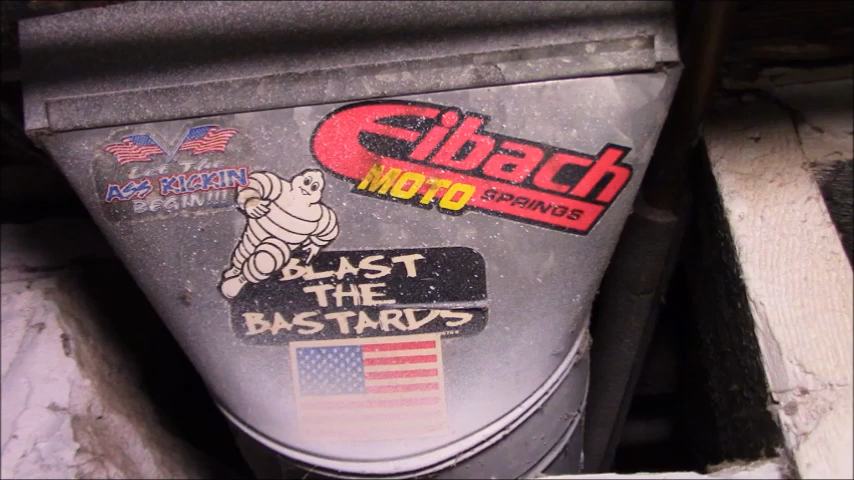 LET THE
ASS KICKIN
BEGIN!!!
Eibach
MOTO SPRINGS
BLAST
THE
BASTARDS